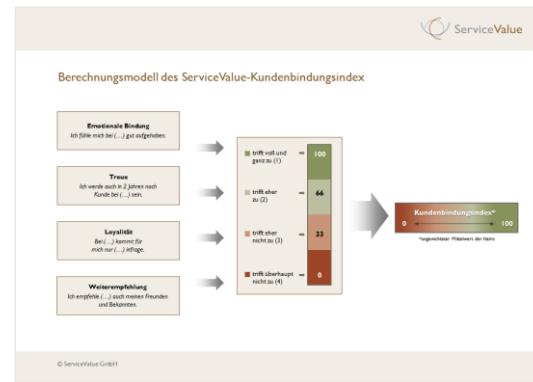 ServiceValue
Berechnungsmodell des ServiceValue-Kundenbindungsindex
Emotionale Bindung
Ich fühle mich bei (…) gut aufgehoben.
Treue
Ich werde auch in 2 Jahren noch
Kunde bei (…) sein.
Loyalität
Bei (…) kommt für
mich nur (…) infrage.
Weiterempfehlung
Ich empfehle (…) auch meinen Freunden
und Bekannten.
trifft voll und
ganz zu (1)
=
100
trifft eher
zu (2)
=
66
trifft eher
nicht zu (3)
=
33
trifft überhaupt
nicht zu (4)
=
0
Kundenbindungsindex*
0
100
*ungewichteter Mittelwert der Items
© ServiceValue GmbH